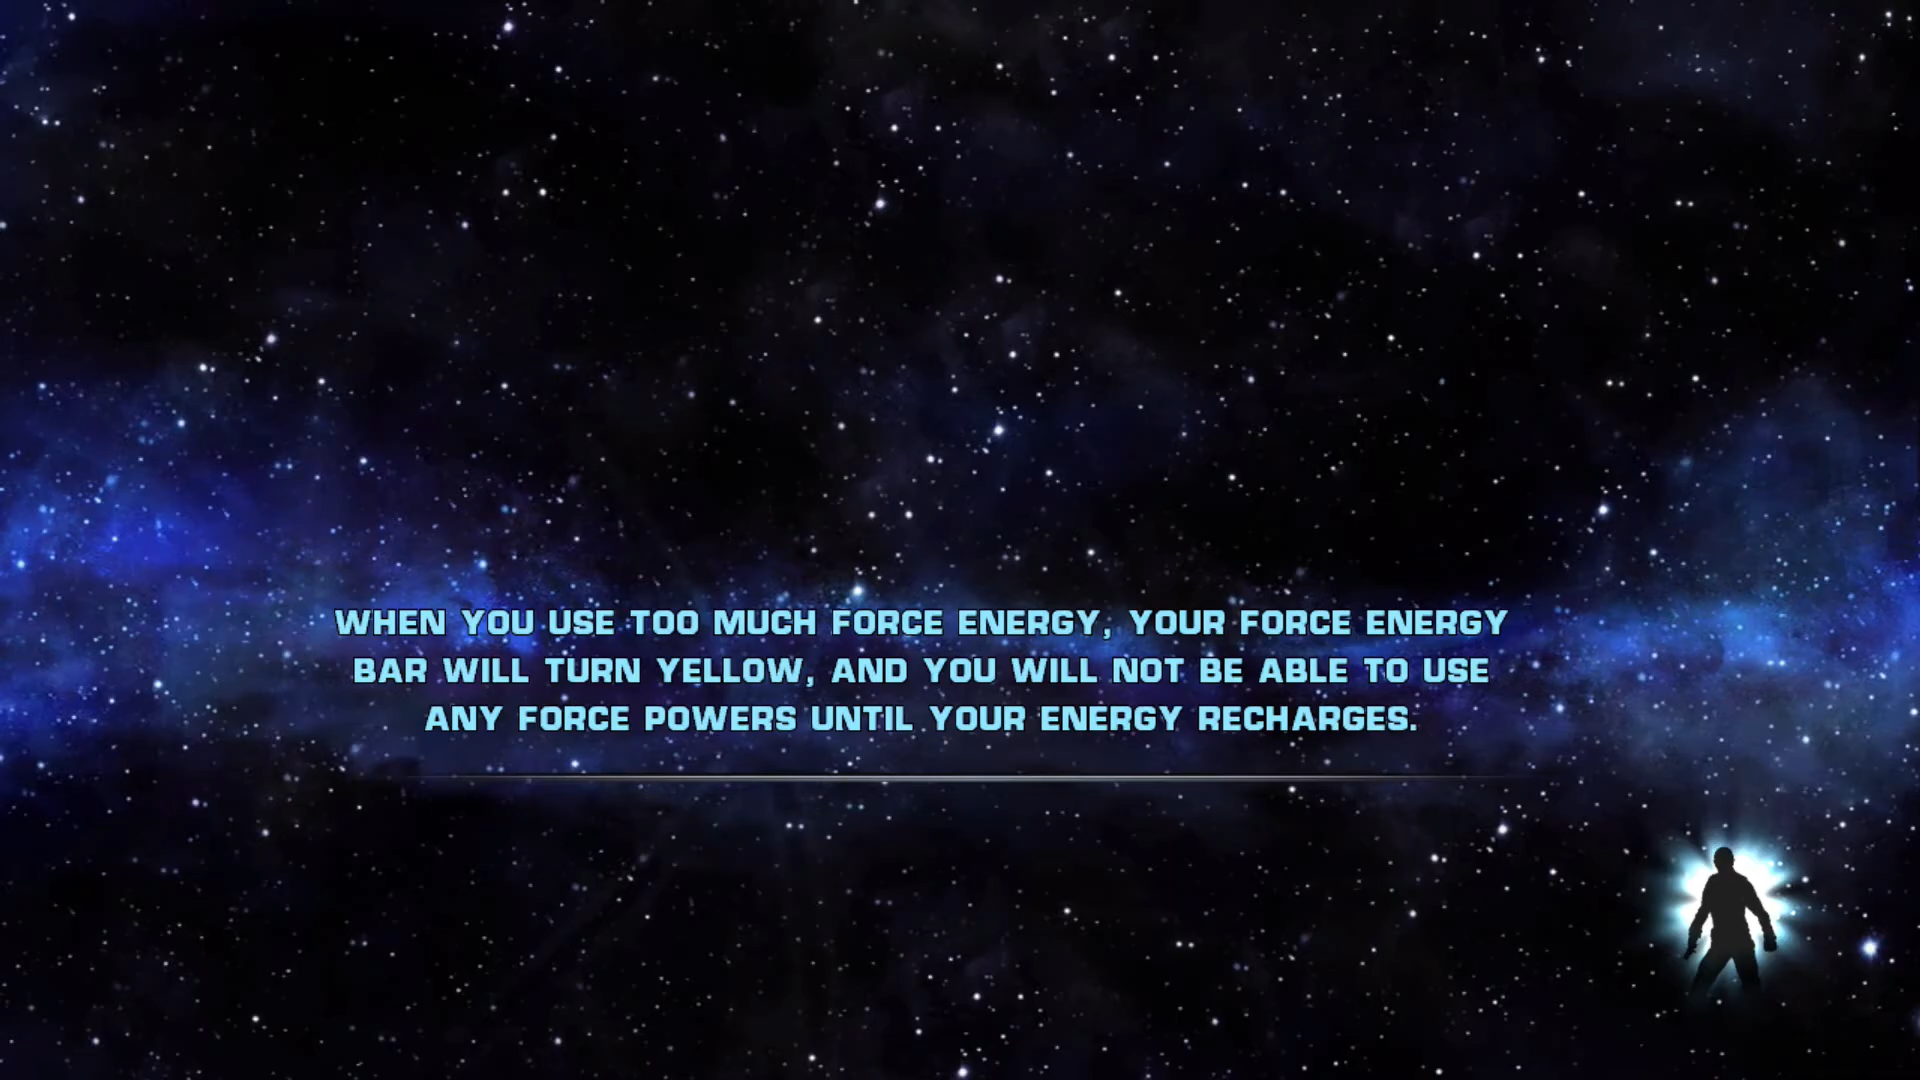 WHEN YOU USE TOO MUCH FORCE ENERGY, YOUR FORCE ENERGY
BAR WILL TURN YELLOW, AND YOU WILL NOT BE ABLE TO USE
ANY FORCE POWERS UNTIL YOUR ENERGY RECHARGES.